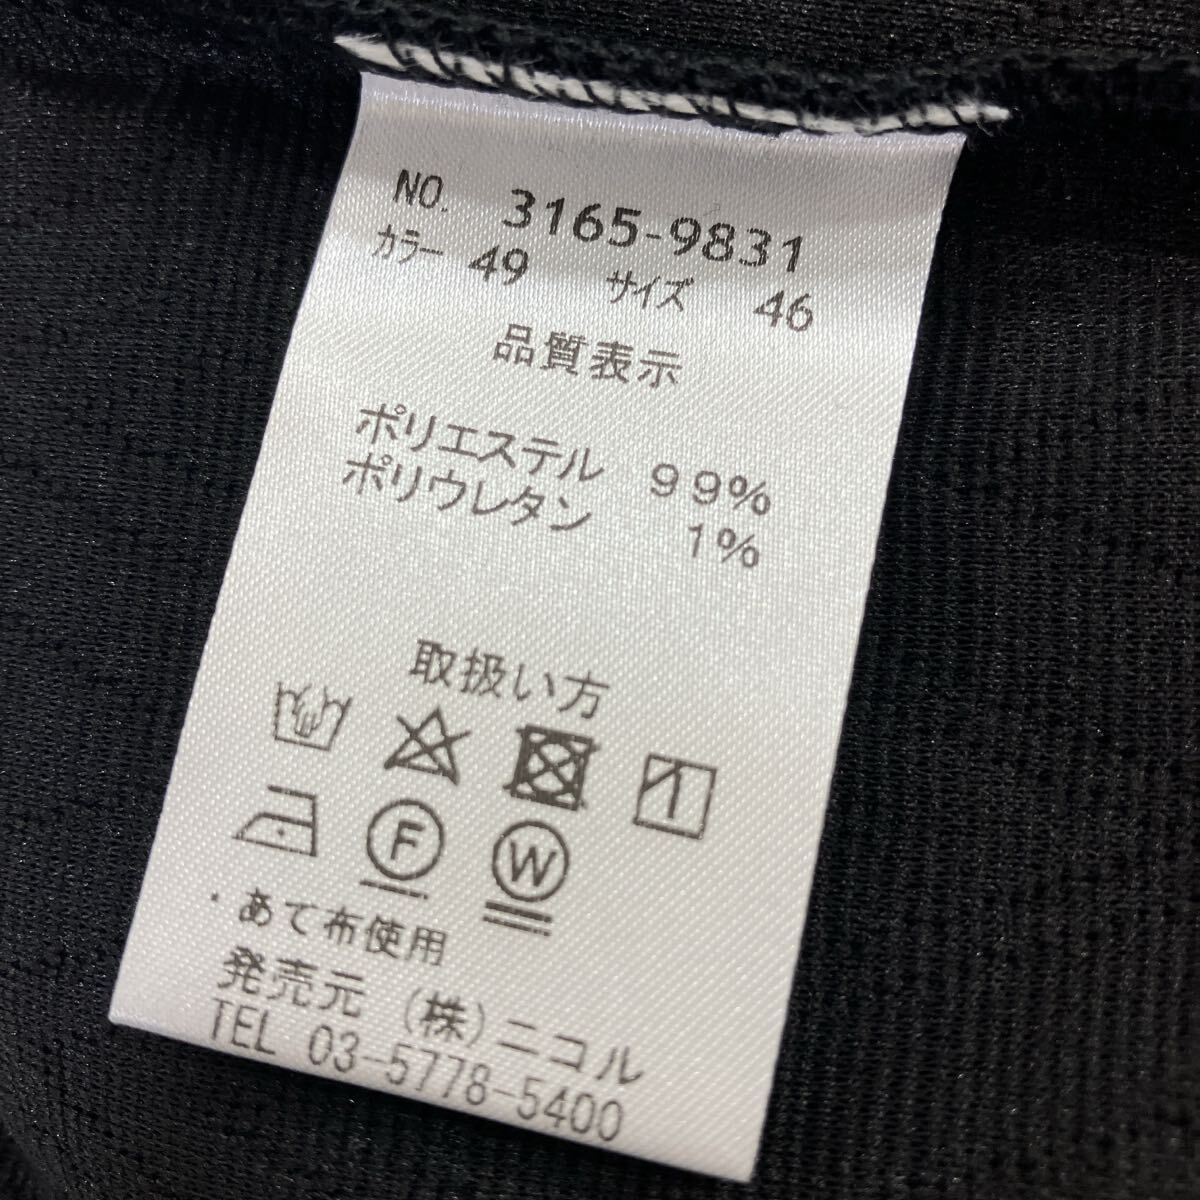 NO. 3165-9831
カラー 49 サイズ 46
品質表示
ポリエステル 99%
ポリウレタン 1%
取扱い方
F W
・あて布使用
発売元 (株)ニコル
TEL 03-5778-5400